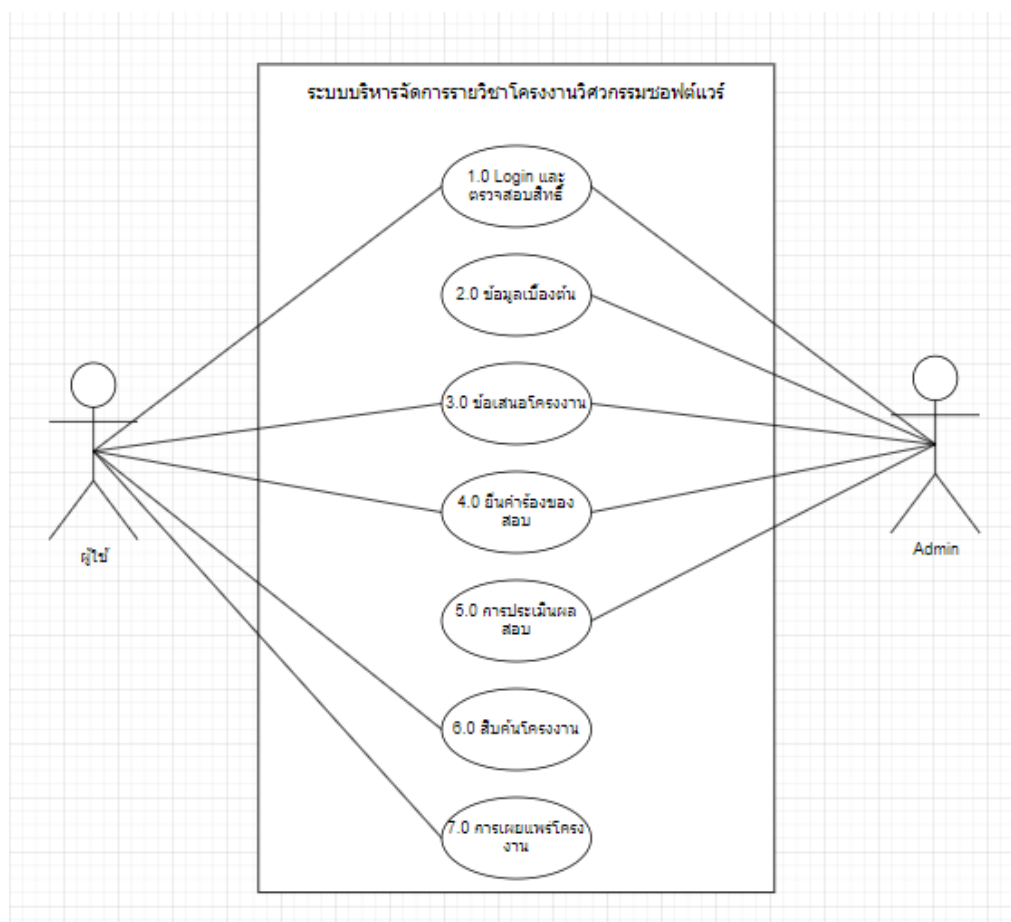 ระบบบริหารจัดการรายวิชาโครงงานวิศวกรรมซอฟต์แวร์
1.0 Login และ
ตรวจสอบสิทธิ์
2.0 ข้อมูลเบื้องต้น
3.0 ข้อเสนอโครงงาน
4.0 ยื่นคำร้องของ
สอบ
5.0 การประเมินผล
สอบ
6.0 สืบค้นโครงงาน
7.0 การเผยแพร่โครง
งาน
ผู้ใช้
Admin